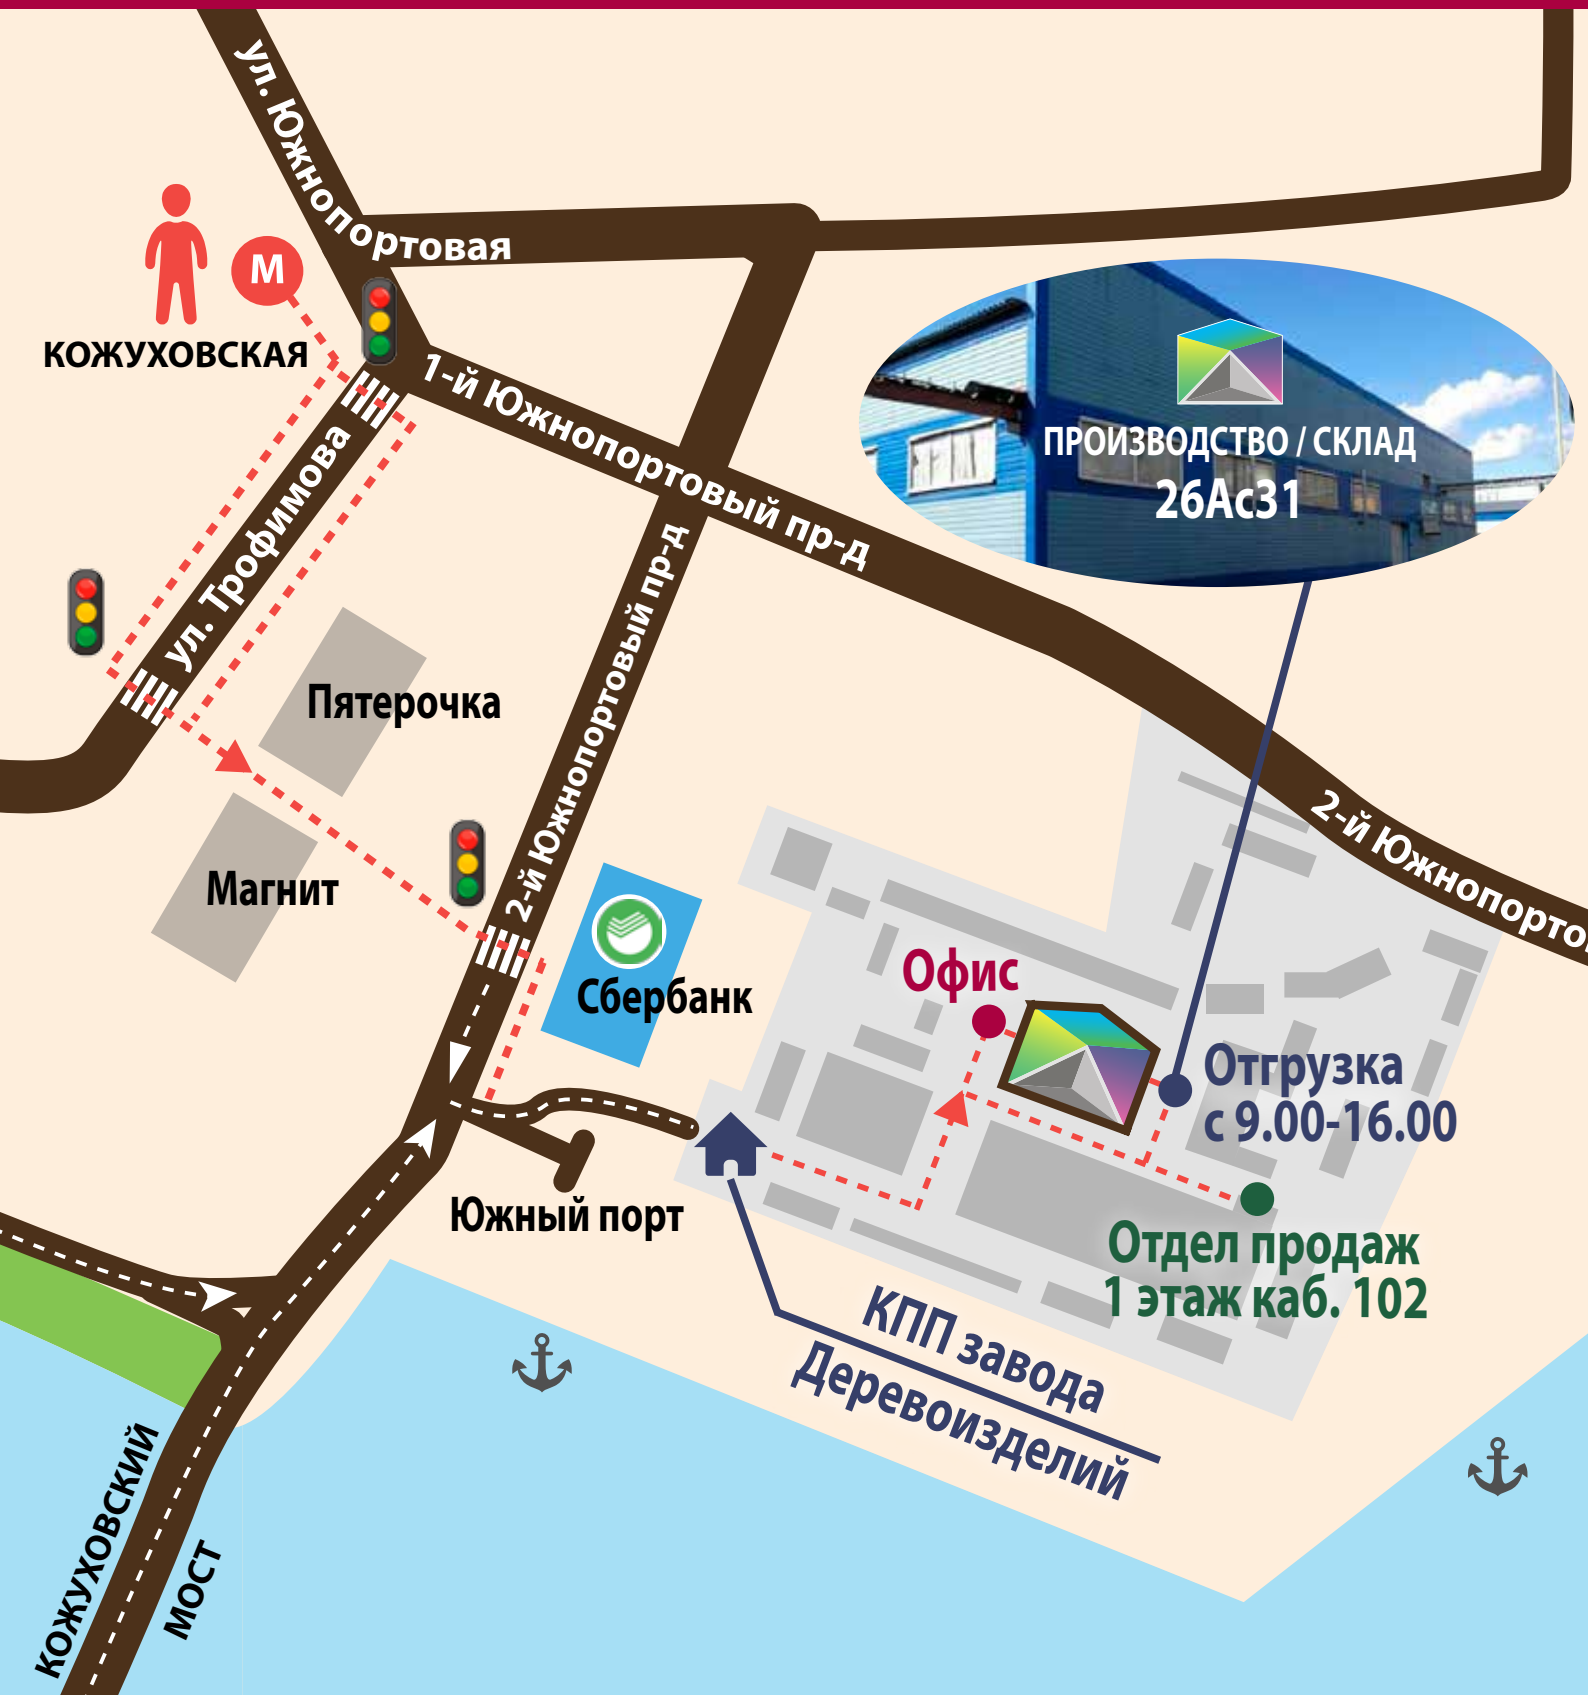 ул. Южнопортовая
М
КОЖУХОВСКАЯ
1-й Южнопортовый пр-д
ПРОИЗВОДСТВО / СКЛАД
26Ас31
ул. Трофимова
2-й Южнопортовый пр-д
Пятерочка
Магнит
2-й Южнопорто
Сбербанк
Офис
Отгрузка
с 9.00-16.00
Южный порт
Отдел продаж
1 этаж каб. 102
КПП завода
Деревоизделий
КОЖУХОВСКИЙ
МОСТ